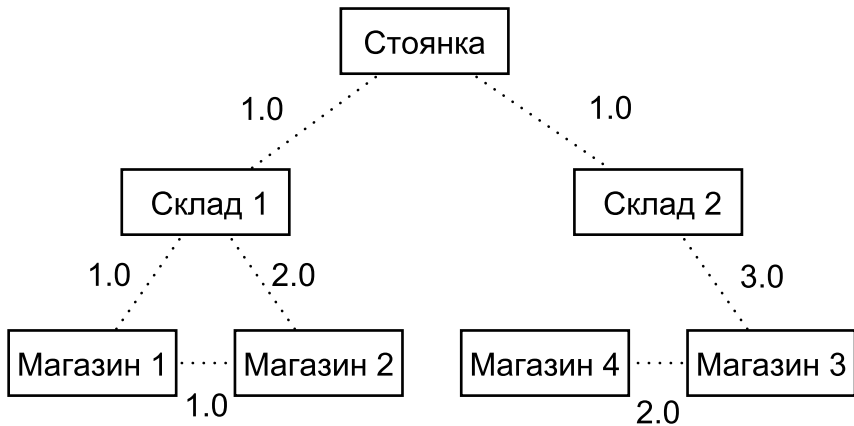 Стоянка
1.0
1.0
Склад 1
Склад 2
1.0
2.0
3.0
Магазин 1
Магазин 2
Магазин 4
Магазин 3
1.0
2.0